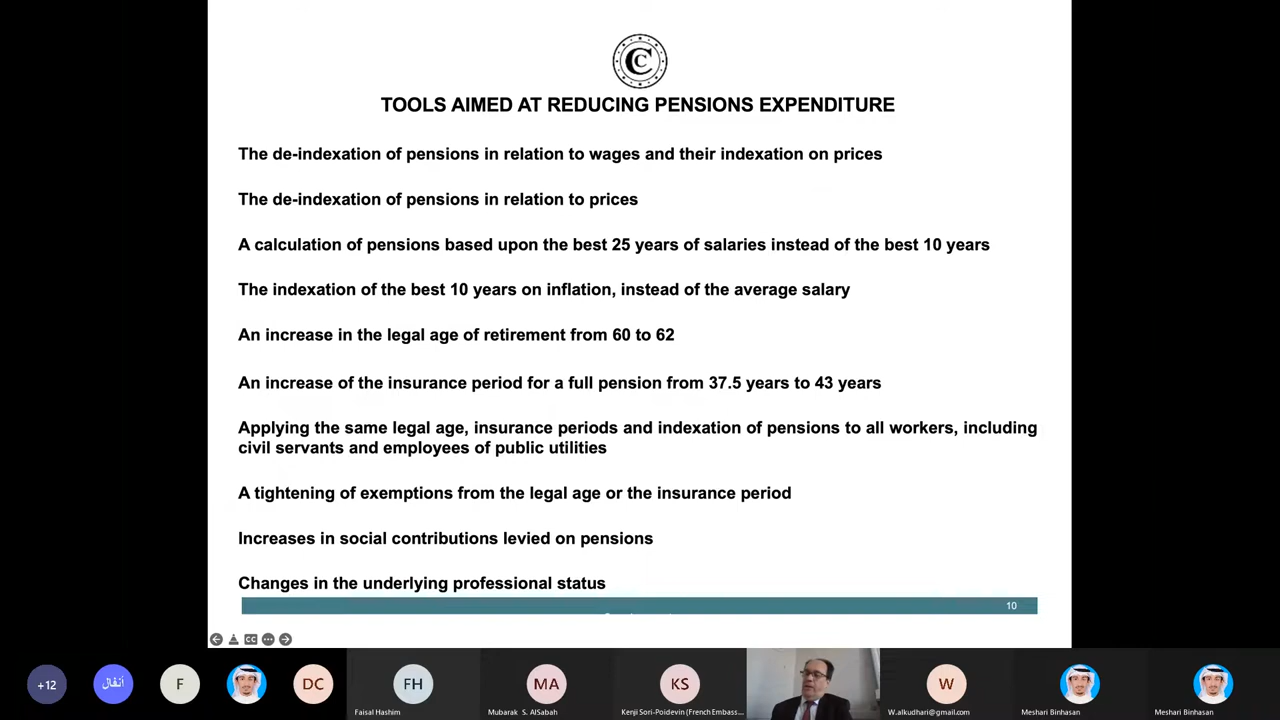 CC
TOOLS AIMED AT REDUCING PENSIONS EXPENDITURE
The de-indexation of pensions in relation to wages and their indexation on prices
The de-indexation of pensions in relation to prices
A calculation of pensions based upon the best 25 years of salaries instead of the best 10 years
The indexation of the best 10 years on inflation, instead of the average salary
An increase in the legal age of retirement from 60 to 62
An increase of the insurance period for a full pension from 37.5 years to 43 years
Applying the same legal age, insurance periods and indexation of pensions to all workers, including
civil servants and employees of public utilities
A tightening of exemptions from the legal age or the insurance period
Increases in social contributions levied on pensions
Changes in the underlying professional status
10
CC
+12
أنفال
F
DC
FH
MA
KS
W
Faisal Hashim
Mubarak S. AlSabah
Kenji Sori-Poidevin (French Embass...
W.alkudhari@gmail.com
Meshari Binhasan
Meshari Binhasan